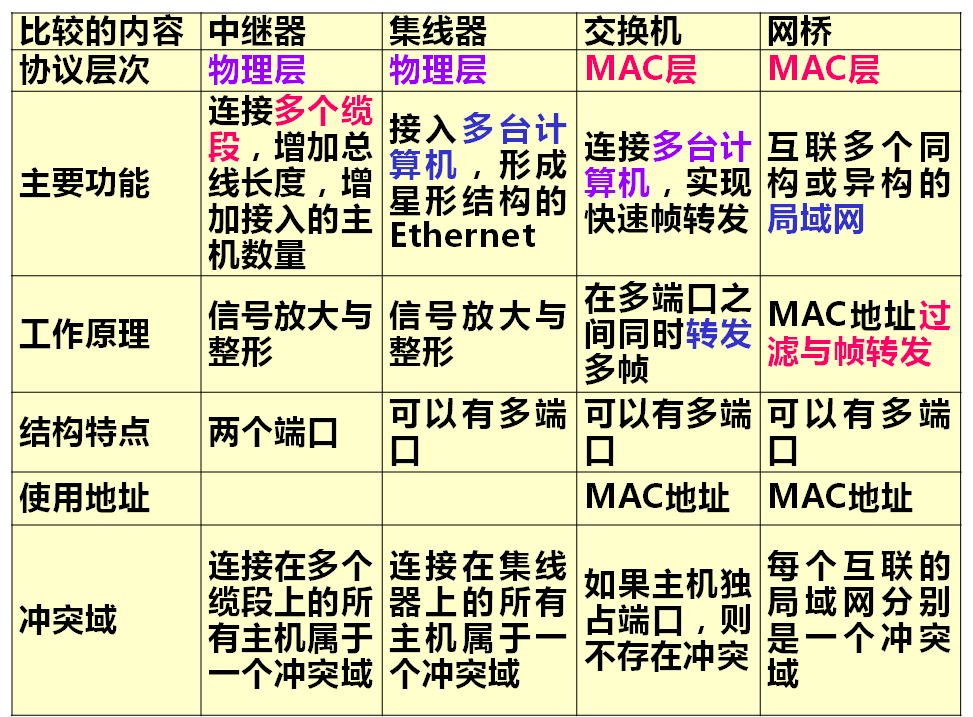 比较的内容 中继器 集线器 交换机 网桥
协议层次 物理层 物理层 MAC层 MAC层
主要功能
连接多个缆
段，增加总
线长度，增
加接入的主
机数量
接入多台计
算机，形成
星形结构的
Ethernet
连接多台计
算机，实现
快速帧转发
互联多个同
构或异构的
局域网
工作原理
信号放大与
整形
信号放大与
整形
在多端口之
间同时转发
多帧
MAC地址过
滤与帧转发
结构特点
两个端口
可以有多端
口
可以有多端
口
可以有多端
口
使用地址 MAC地址 MAC地址
冲突域
连接在多个
缆段上的所
有主机属于
一个冲突域
连接在集线
器上的所有
主机属于一
个冲突域
如果主机独
占端口，则
不存在冲突
每个互联的
局域网分别
是一个冲突
域